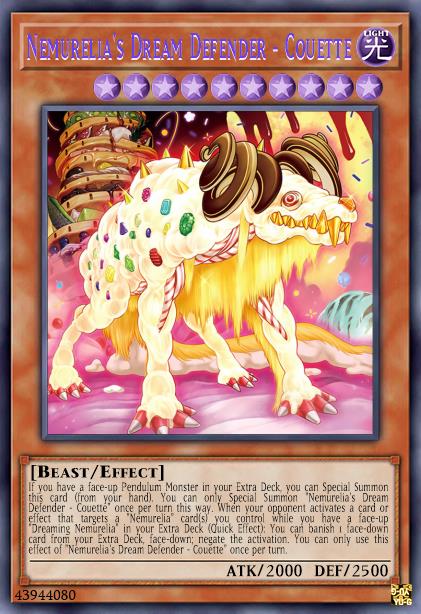 Nemurelia's Dream Defender - Couette
LIGHT
光
[Beast/Effect]
If you have a face-up Pendulum Monster in your Extra Deck, you can Special Summon
this card (from your hand). You can only Special Summon "Nemurelia's Dream
Defender - Couette" once per turn this way. When your opponent activates a card or
effect that targets a "Nemurelia" card(s) you control while you have a face-up
"Dreaming Nemurelia" in your Extra Deck (Quick Effect): You can banish 1 face-down
card from your Extra Deck, face-down; negate the activation. You can only use this
effect of "Nemurelia's Dream Defender - Couette" once per turn.
ATK/2000 DEF/2500
43944080